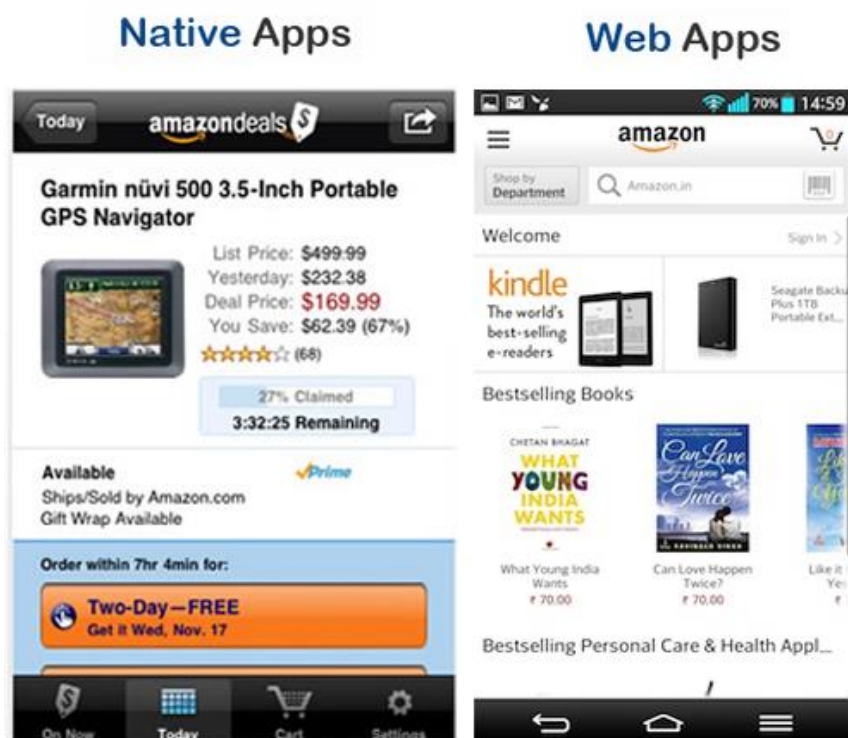 Native Apps
Today
amazondeals
Garmin nüvi 500 3.5-Inch Portable
GPS Navigator
List Price: $499.99
Yesterday: $232.38
Deal Price: $169.99
You Save: $62.39 (67%)
(68)
27% Claimed
3:32:25 Remaining
Available
Prime
Ships/Sold by Amazon.com
Gift Wrap Available
Order within 7hr 4min for:
Two-Day—FREE
Get it Wed, Nov. 17
On Now
Today
Cart
Settings
Web Apps
70% 14:59
amazon
0
Shop by
Department
Amazon.in
Welcome
Sign In >
kindle
The world's
best-selling
e-readers
Seagate Backu
Plus 1TB
Portable Ext...
Bestselling Books
CHETAN BHAGAT
WHAT
YOUNG
INDIA
WANTS
Can Love
Happen
Twice
RAVINDER SINGH
What Young India
Wants
₹ 70.00
Can Love Happen
Twice?
₹ 70.00
Like it
Bestselling Personal Care & Health Appl...